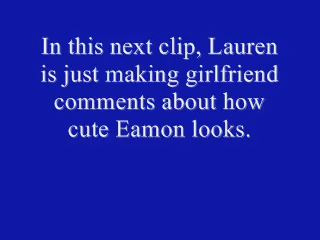 In this next clip, Lauren
is just making girlfriend
comments about how
cute Eamon looks.